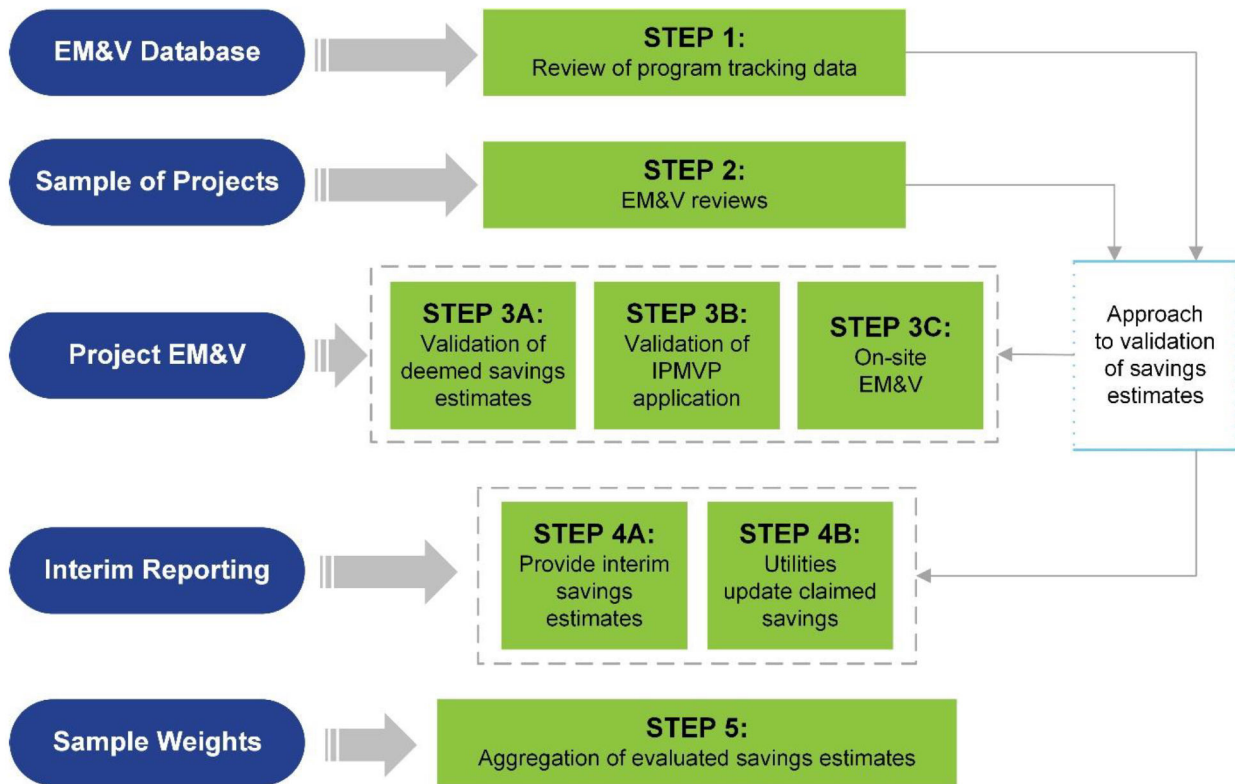 EM&V Database
STEP 1:
Review of program tracking data
Sample of Projects
STEP 2:
EM&V reviews
Project EM&V
STEP 3A:
Validation of
deemed savings
estimates
STEP 3B:
Validation of
IPMVP
application
STEP 3C:
On-site
EM&V
Approach
to validation
of savings
estimates
Interim Reporting
STEP 4A:
Provide interim
savings
estimates
STEP 4B:
Utilities
update claimed
savings
Sample Weights
STEP 5:
Aggregation of evaluated savings estimates